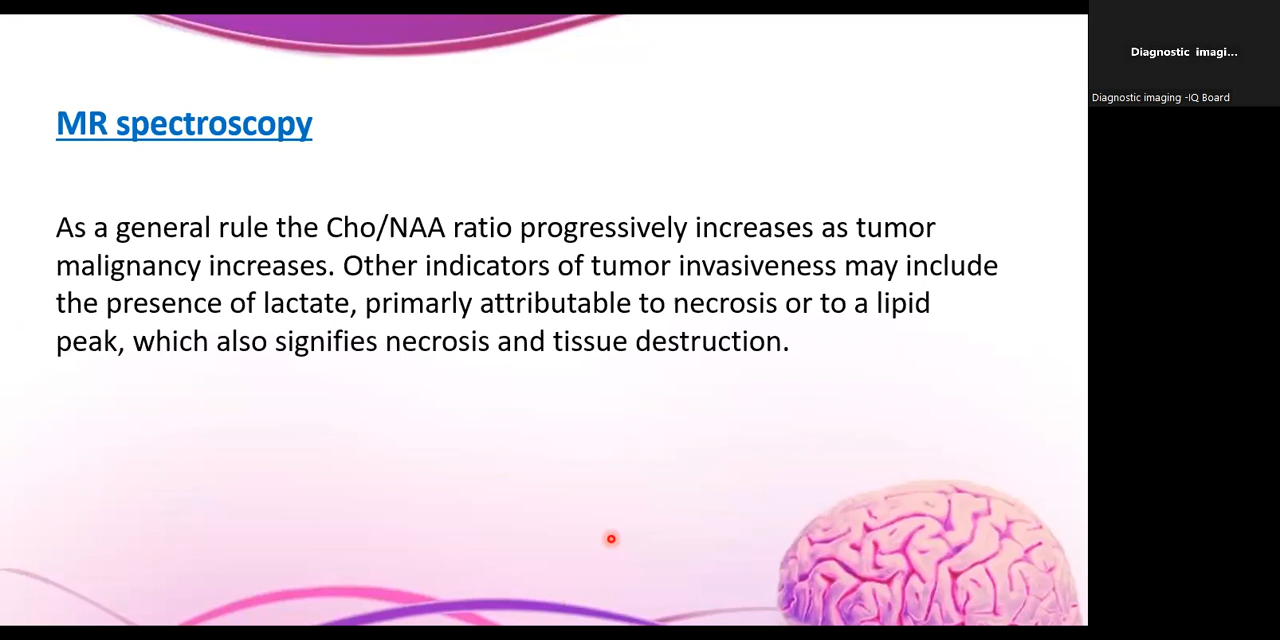 MR spectroscopy
As a general rule the Cho/NAA ratio progressively increases as tumor
malignancy increases. Other indicators of tumor invasiveness may include
the presence of lactate, primarly attributable to necrosis or to a lipid
peak, which also signifies necrosis and tissue destruction.
Diagnostic imagi...
Diagnostic imaging -IQ Board